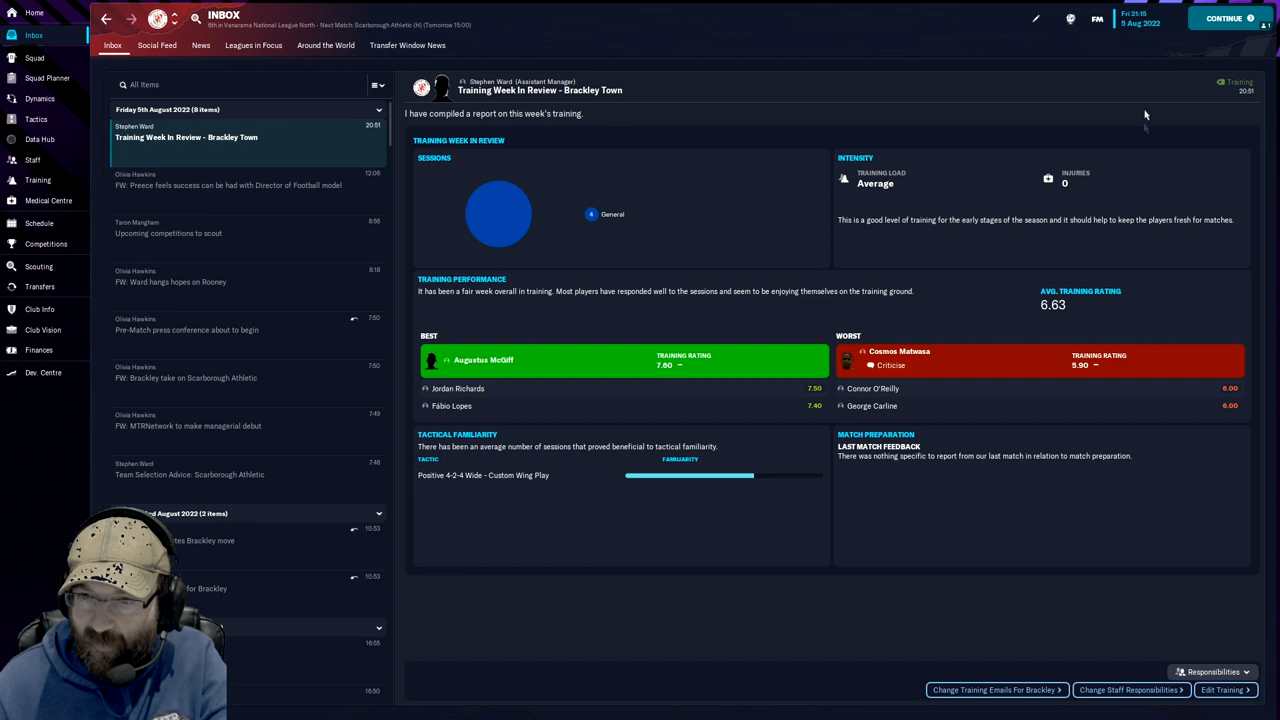 Home
Inbox
Squad
Squad Planner
Dynamics
Tactics
Data Hub
Staff
Training
Medical Centre
Schedule
Competitions
Scouting
Transfers
Club Info
Club Vision
Finances
Dev. Centre
INBOX
6th in Vanarama National League North - Next Match: Scarborough Athletic (H) (Tomorrow 15:00)
FM
Fri 21:15
5 Aug 2022
CONTINUE
1
Inbox
Social Feed
News
Leagues in Focus
Around the World
Transfer Window News
All Items
Friday 5th August 2022 (8 items)
Stephen Ward
20:51
Training Week In Review - Brackley Town
Olivia Hawkins
12:06
FW: Preece feels success can be had with Director of Football model
Taron Mangham
8:56
Upcoming competitions to scout
Olivia Hawkins
8:18
FW: Ward hangs hopes on Rooney
Olivia Hawkins
7:50
Pre-Match press conference about to begin
Olivia Hawkins
7:50
FW: Brackley take on Scarborough Athletic
Olivia Hawkins
7:49
FW: MTRNetwork to make managerial debut
Stephen Ward
7:48
Team Selection Advice: Scarborough Athletic
August 2022 (2 items)
10:53
Brackley move
10:53
for Brackley
16:55
16:50
Stephen Ward (Assistant Manager)
Training Week In Review - Brackley Town
Training
20:51
I have compiled a report on this week's training.
TRAINING WEEK IN REVIEW
SESSIONS
4 General
INTENSITY
TRAINING LOAD
Average
INJURIES
0
This is a good level of training for the early stages of the season and it should help to keep the players fresh for matches.
TRAINING PERFORMANCE
It has been a fair week overall in training. Most players have responded well to the sessions and seem to be enjoying themselves on the training ground.
AVG. TRAINING RATING
6.63
BEST
Augustus McGiff
TRAINING RATING
7.60 –
Jordan Richards
7.50
Fábio Lopes
7.40
WORST
Cosmos Matwasa
Criticise
TRAINING RATING
5.90 –
Connor O'Reilly
6.00
George Carline
6.00
TACTICAL FAMILIARITY
There has been an average number of sessions that proved beneficial to tactical familiarity.
TACTIC
FAMILIARITY
Positive 4-2-4 Wide - Custom Wing Play
MATCH PREPARATION
LAST MATCH FEEDBACK
There was nothing specific to report from our last match in relation to match preparation.
Responsibilities
Change Training Emails For Brackley
Change Staff Responsibilities
Edit Training